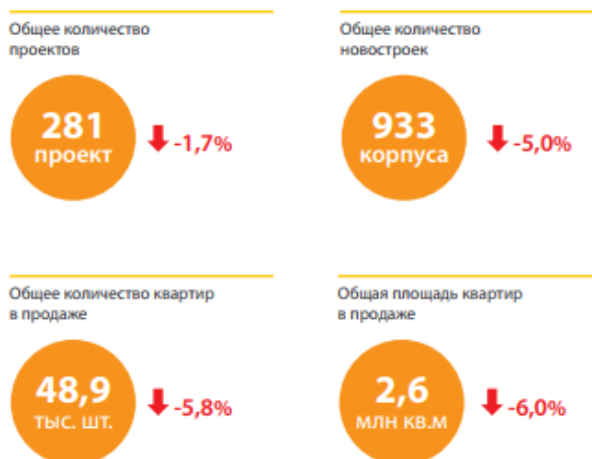 Общее количество
проектов
281
проект
-1,7%
Общее количество
новостроек
933
корпуса
-5,0%
Общее количество квартир
в продаже
48,9
тыс. шт.
-5,8%
Общая площадь квартир
в продаже
2,6
млн кв.м
-6,0%